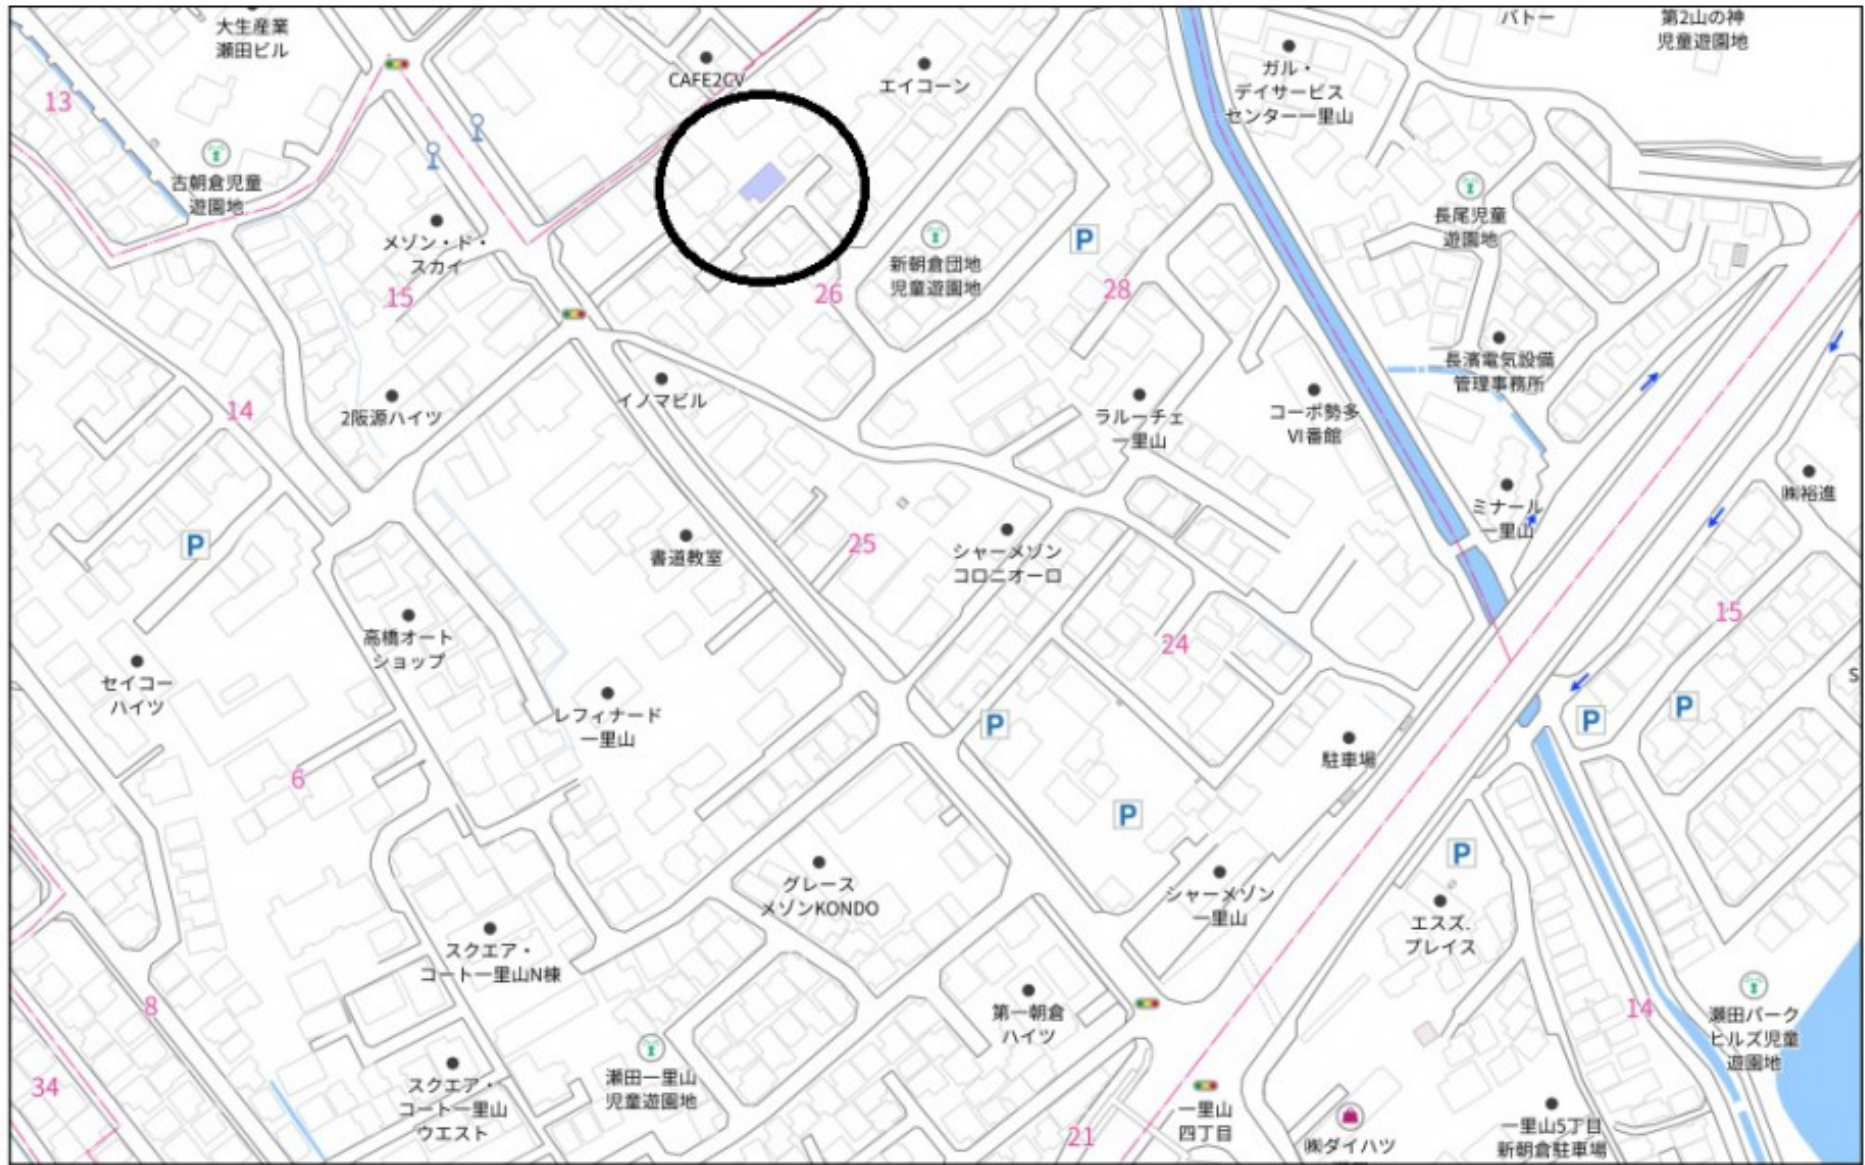 大生産業
瀬田ビル
CAFE2CV
エイコーン
ガル・
デイサービス
センター一里山
パトー
第2山の神
児童遊園地
13
古朝倉児童
遊園地
メゾン・ド・
スカイ
15
新朝倉団地
児童遊園地
26
P
28
長尾児童
遊園地
長濱電気設備
管理事務所
14
2阪源ハイツ
イノマビル
ラルーチェ
一里山
コーポ勢多
VI番館
ミナール
一里山
㈱裕進
P
書道教室
25
シャーメゾン
コロニオーロ
高橋オート
ショップ
24
15
セイコー
ハイツ
レフィナード
一里山
P
駐車場
P
P
S
6
P
グレース
メゾンKONDO
シャーメゾン
一里山
P
エスズ.
プレイス
スクエア・
コート一里山N棟
8
第一朝倉
ハイツ
14
瀬田パーク
ヒルズ児童
遊園地
34
スクエア・
コート一里山
ウエスト
瀬田一里山
児童遊園地
21
一里山
四丁目
㈱ダイハツ
一里山5丁目
新朝倉駐車場